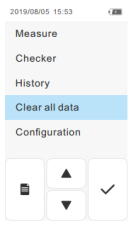 2019/08/05 15:53
Measure
Checker
History
Clear all data
Configuration